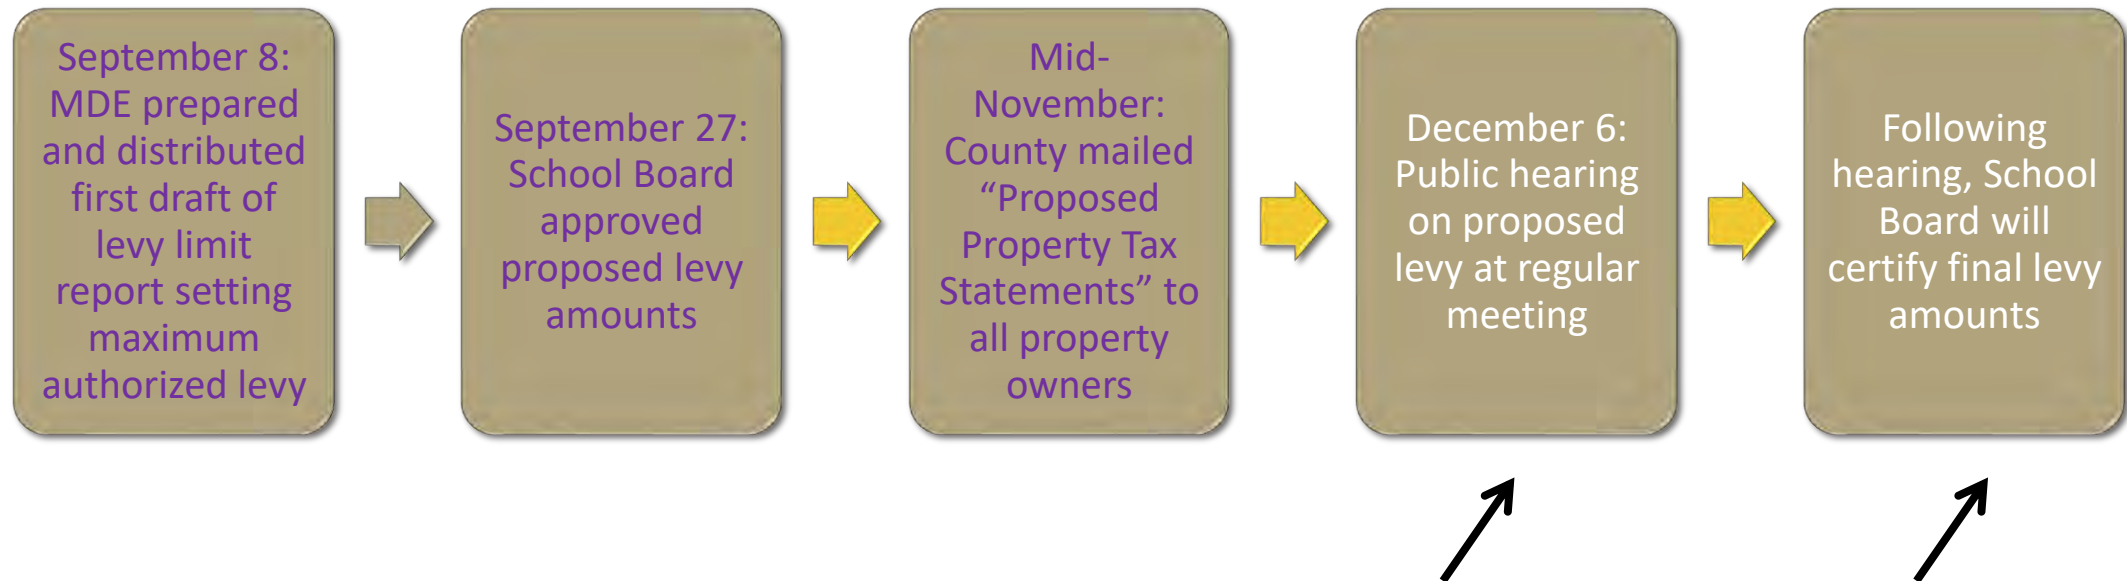 September 8:
MDE prepared
and distributed
first draft of
levy limit
report setting
maximum
authorized levy
September 27:
School Board
approved
proposed levy
amounts
Mid-
November:
County mailed
“Proposed
Property Tax
Statements” to
all property
owners
December 6:
Public hearing
on proposed
levy at regular
meeting
Following
hearing, School
Board will
certify final levy
amounts